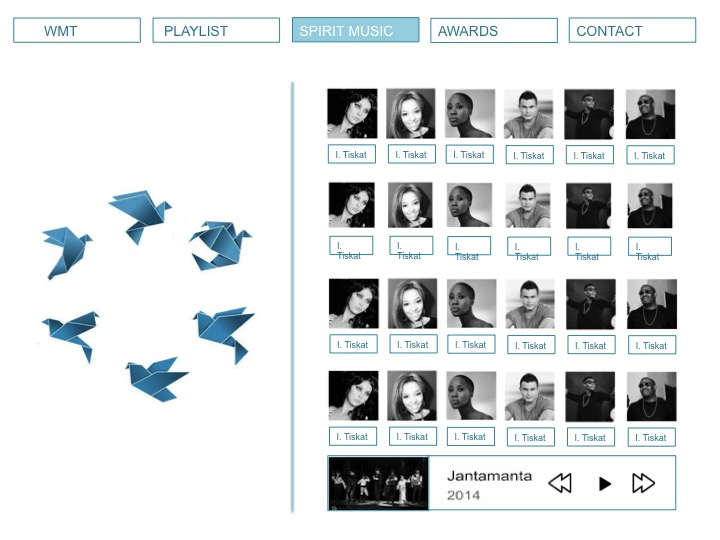 WMT PLAYLIST SPIRIT MUSIC AWARDS CONTACT
I. Tiskat I. Tiskat I. Tiskat I. Tiskat I. Tiskat I. Tiskat
I. I. I. I. I. I.
Tiskat Tiskat Tiskat Tiskat Tiskat Tiskat
I. Tiskat I. Tiskat I. Tiskat I. Tiskat I. Tiskat I. Tiskat
I. Tiskat I. Tiskat I. Tiskat I. Tiskat I. Tiskat I. Tiskat
Jantamanta
2014